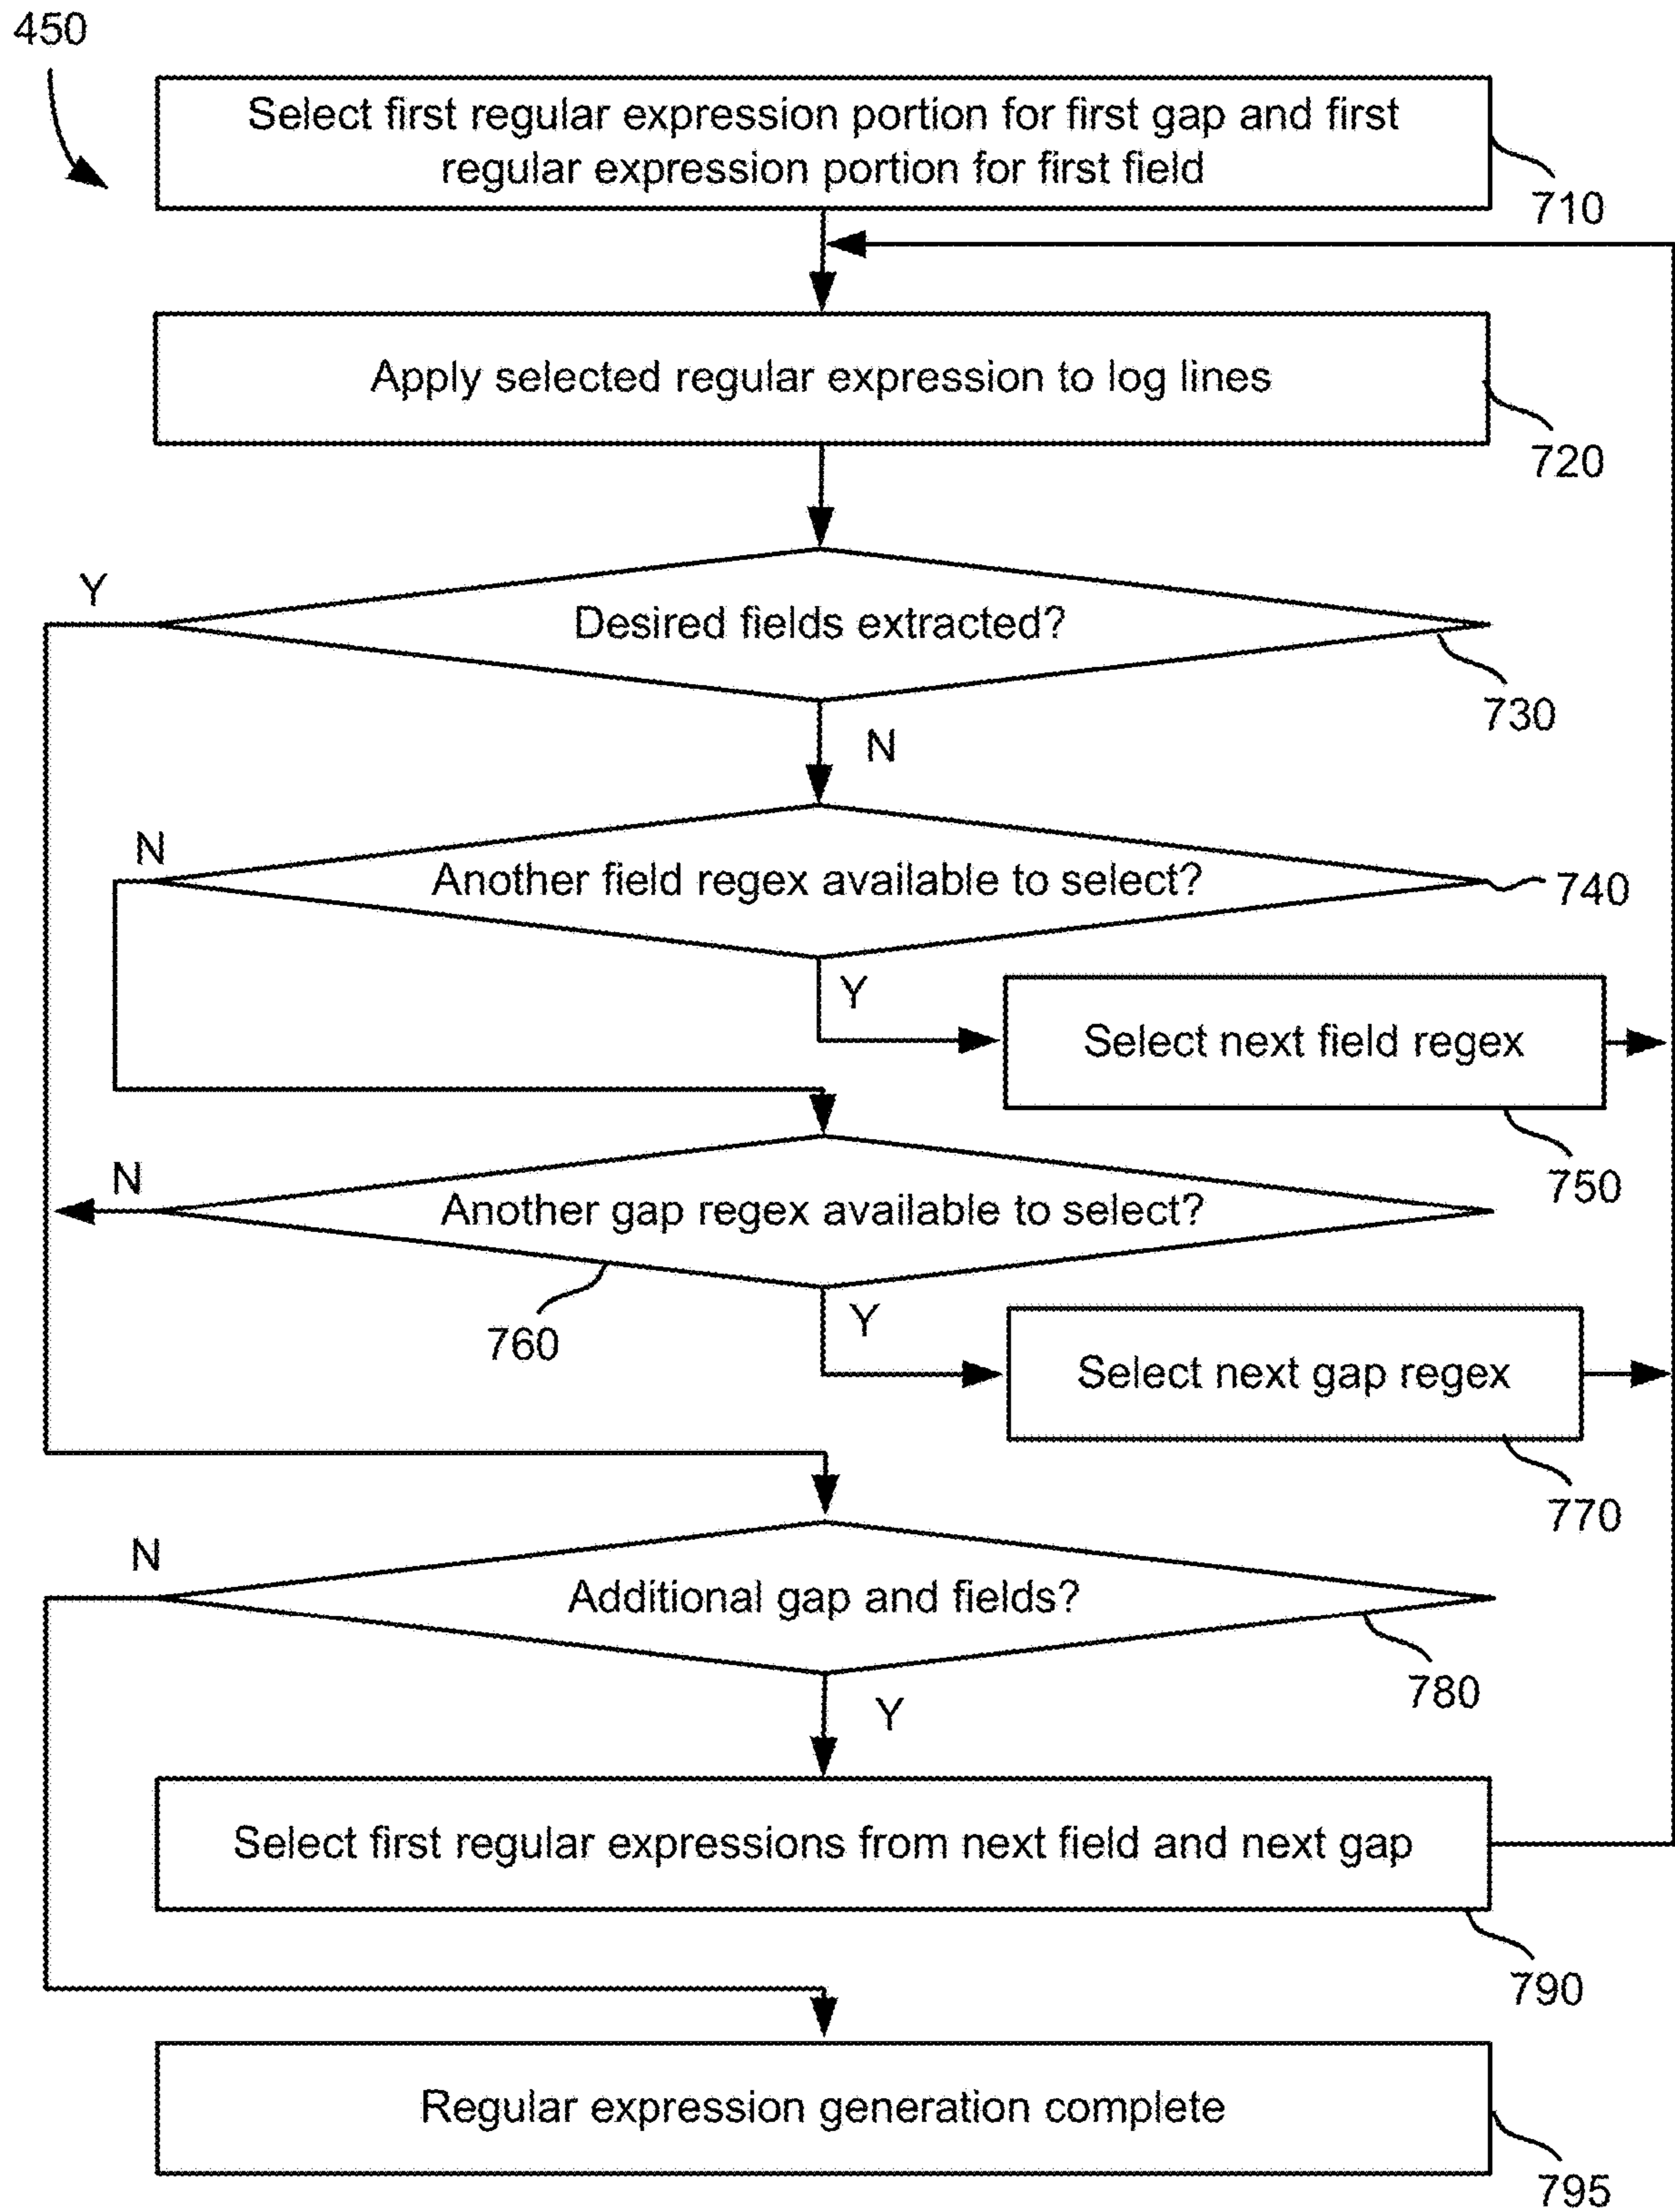 450
Select first regular expression portion for first gap and first
regular expression portion for first field
710
Apply selected regular expression to log lines
720
Y
Desired fields extracted?
730
N
N
Another field regex available to select?
740
Y
Select next field regex
750
N
Another gap regex available to select?
760
Y
Select next gap regex
770
N
Additional gap and fields?
780
Y
Select first regular expressions from next field and next gap
790
Regular expression generation complete
795